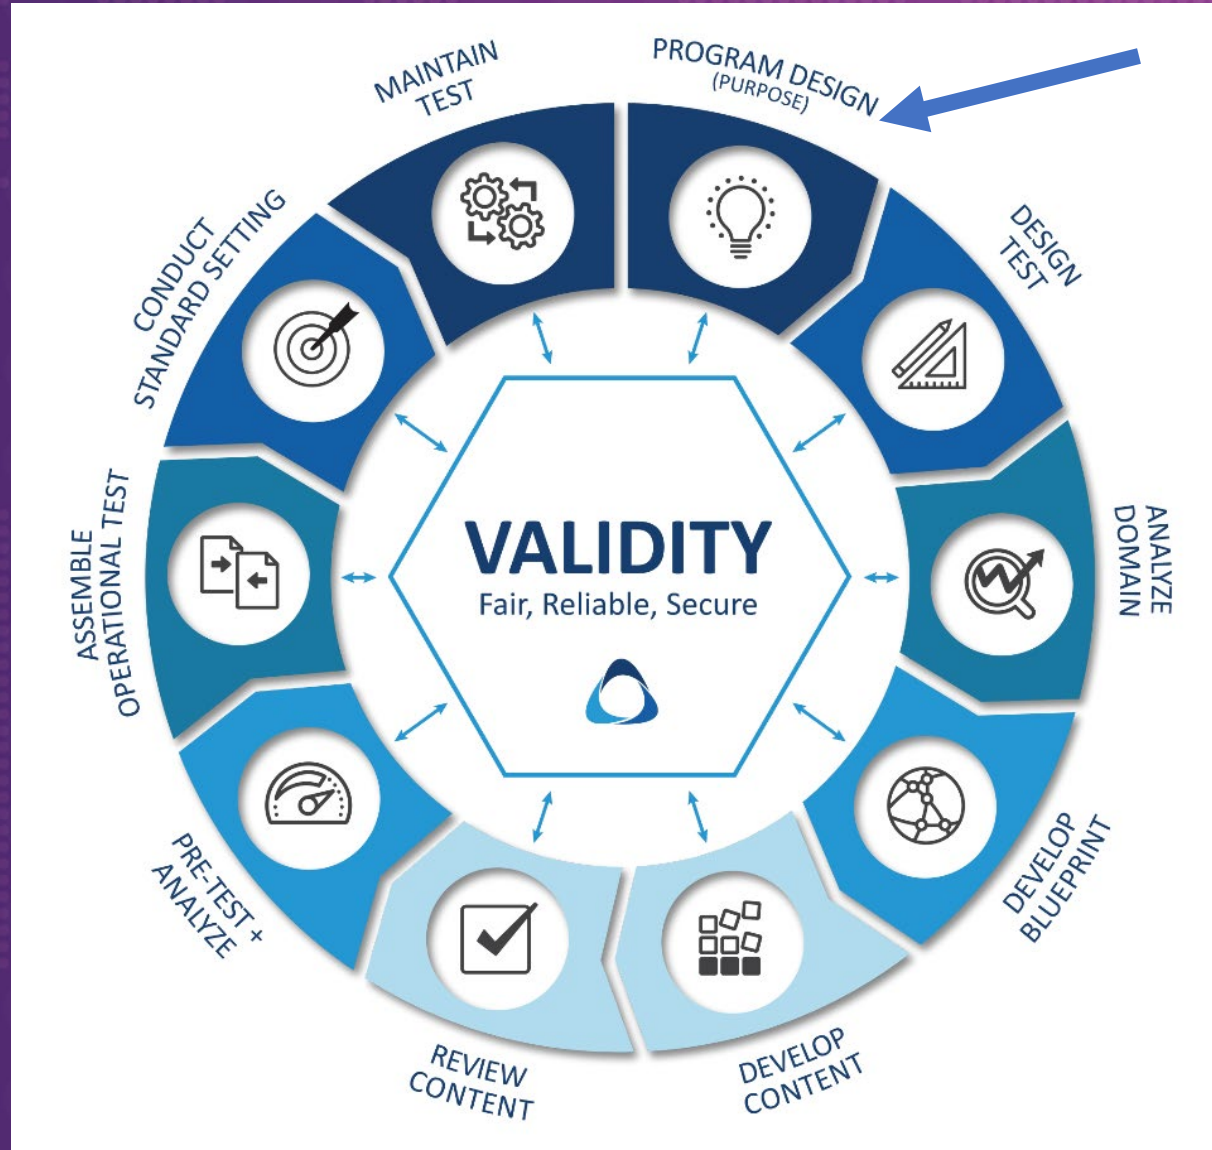 PROGRAM DESIGN
(PURPOSE)
DESIGN
TEST
ANALYZE
DOMAIN
DEVELOP
BLUEPRINT
DEVELOP
CONTENT
REVIEW
CONTENT
PRE-TEST +
ANALYZE
ASSEMBLE
OPERATIONAL TEST
CONDUCT
STANDARD SETTING
MAINTAIN
TEST
VALIDITY
Fair, Reliable, Secure